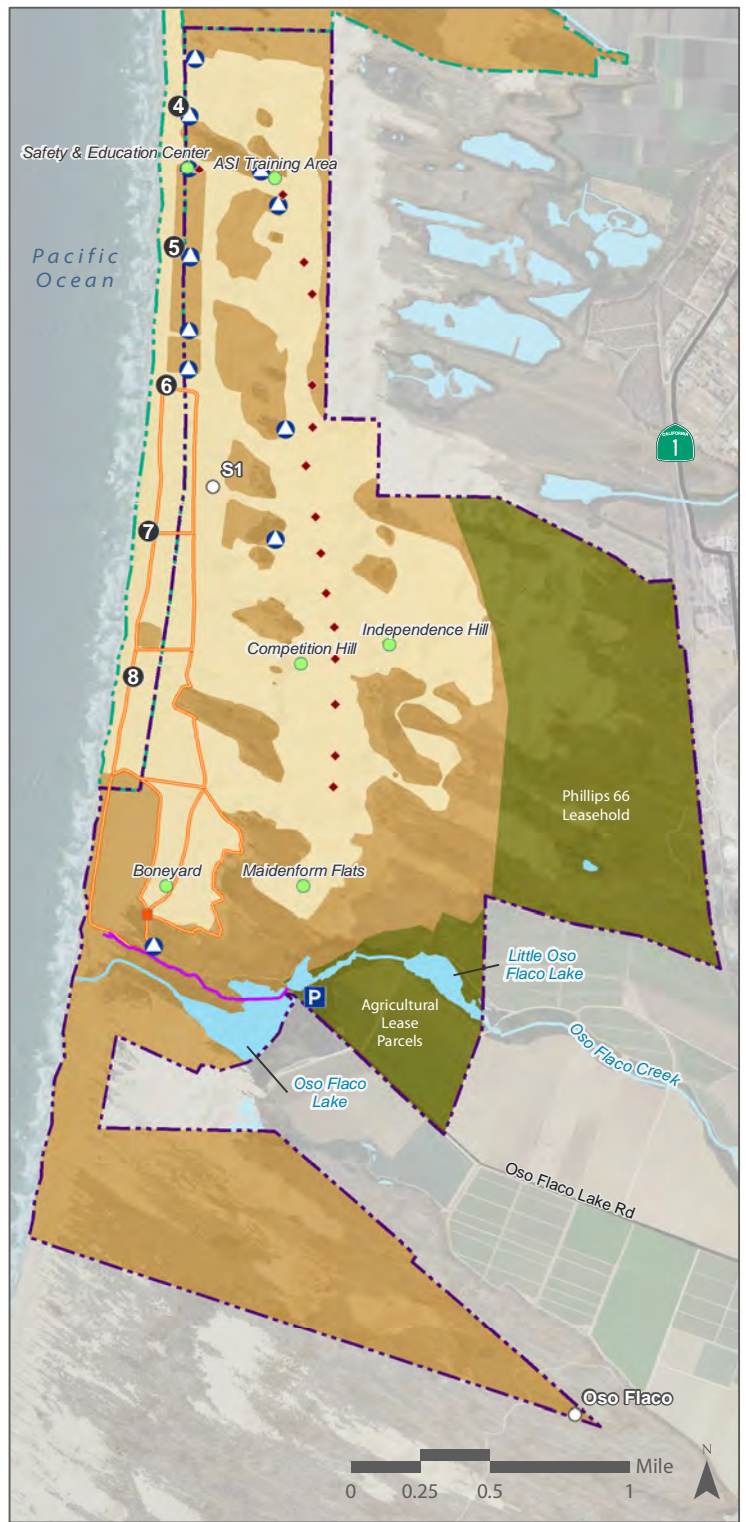 4
Safety & Education Center
ASI Training Area
Pacific
Ocean
5
6
CALIFORNIA
1
S1
7
Independence Hill
Competition Hill
8
Phillips 66
Leasehold
Boneyard
Maidenform Flats
Little Oso
Flaco Lake
P
Agricultural
Lease
Parcels
Oso Flaco Creek
Oso Flaco
Lake
Oso Flaco Lake Rd
Oso Flaco
N
Mile
0
0.25
0.5
1